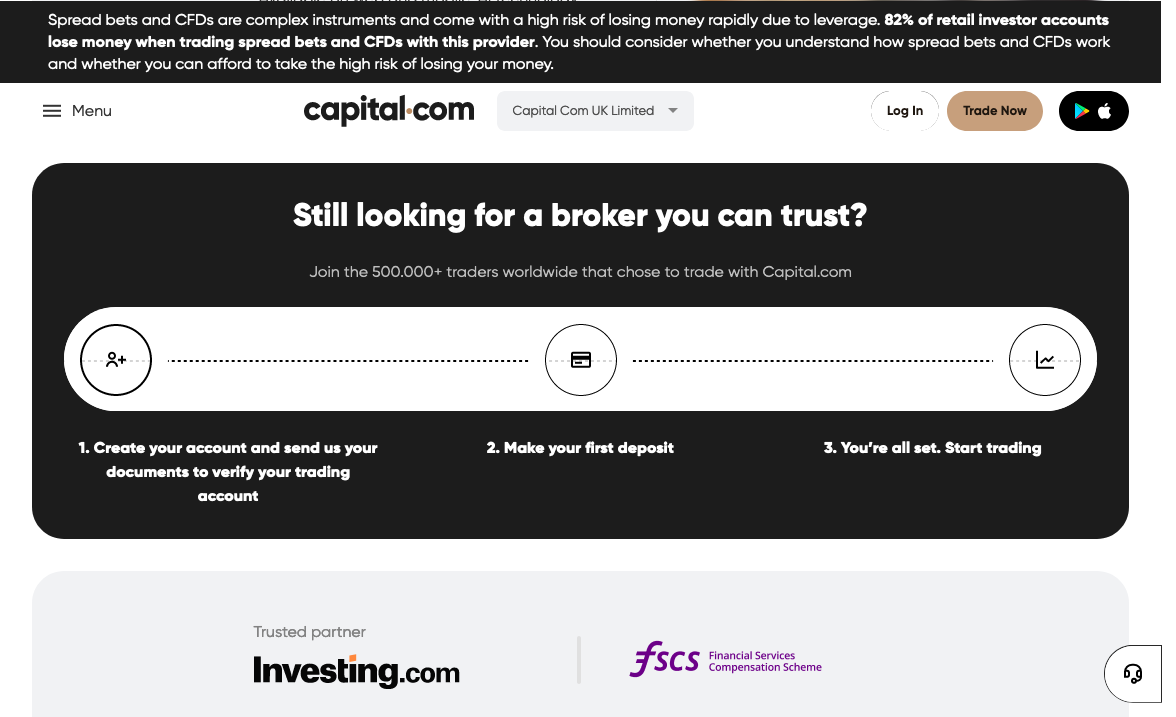 Spread bets and CFDs are complex instruments and come with a high risk of losing money rapidly due to leverage. 82% of retail investor accounts
lose money when trading spread bets and CFDs with this provider. You should consider whether you understand how spread bets and CFDs work
and whether you can afford to take the high risk of losing your money.
Menu
capital.com
Capital Com UK Limited
Log In
Trade Now
Still looking for a broker you can trust?
Join the 500.000+ traders worldwide that chose to trade with Capital.com
1. Create your account and send us your
documents to verify your trading
account
2. Make your first deposit
3. You’re all set. Start trading
Trusted partner
Investing.com
fscs
Financial Services
Compensation Scheme